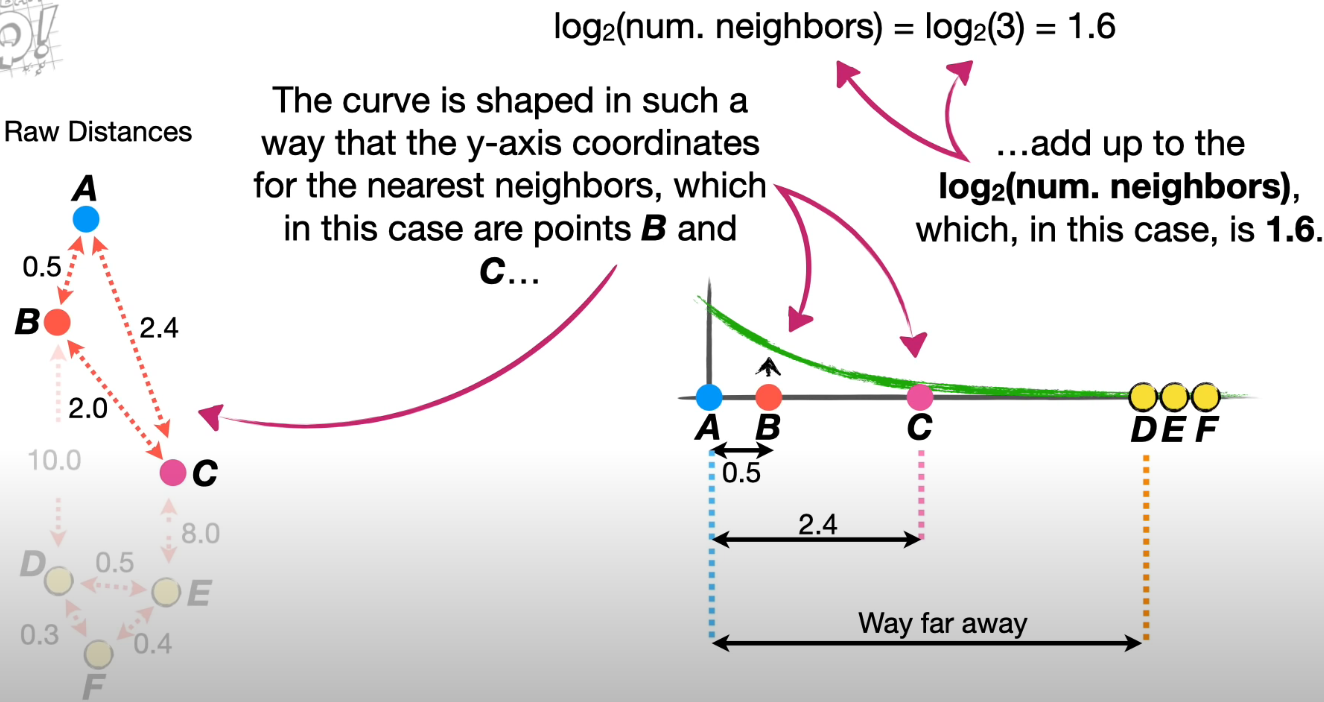 log₂(num. neighbors) = log₂(3) = 1.6
The curve is shaped in such a
way that the y-axis coordinates
for the nearest neighbors, which
in this case are points B and
C…
…add up to the
log₂(num. neighbors),
which, in this case, is 1.6.
Raw Distances
A
0.5
B
2.4
2.0
10.0
C
8.0
D
0.5
E
0.3
0.4
F
A B C D E F
0.5
2.4
Way far away